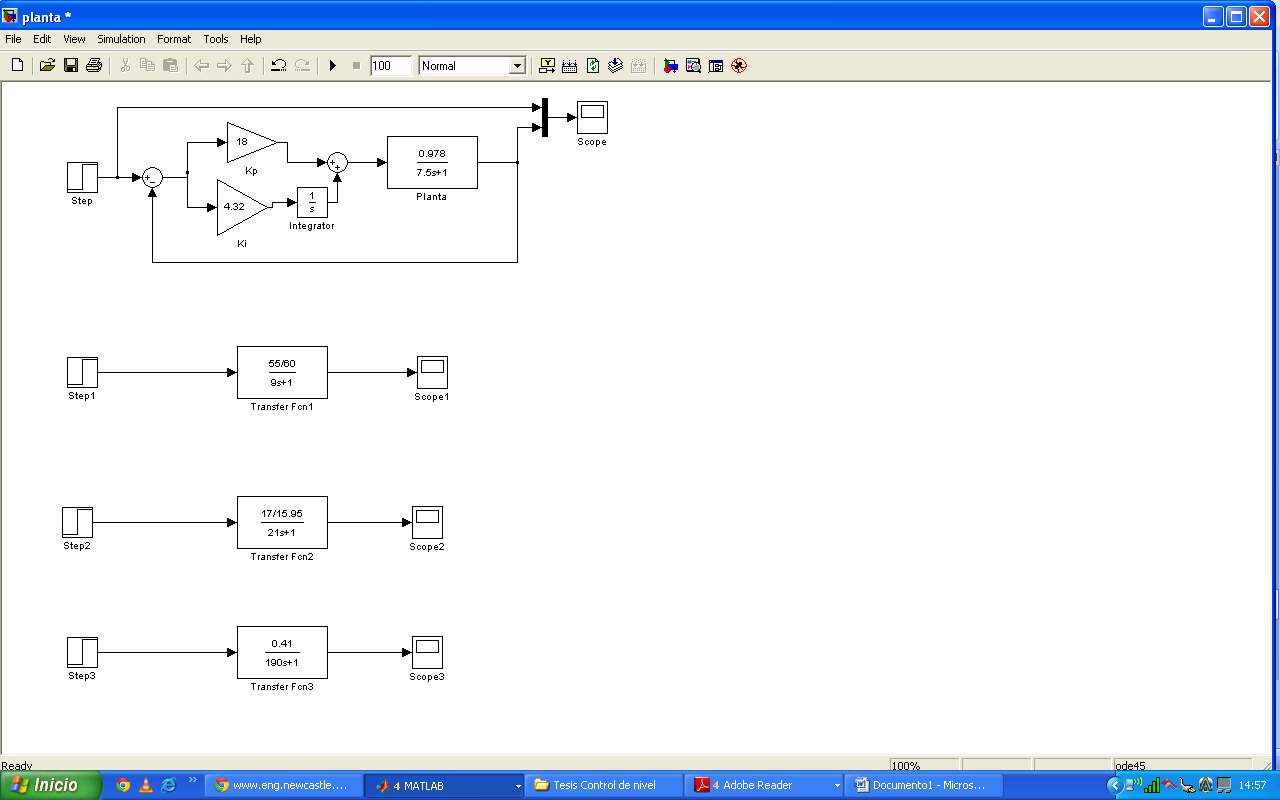 planta *
File Edit View Simulation Format Tools Help
100 Normal
Scope
18
Kp
0.978
7.5s+1
Planta
Step
4.32
Ki
1
s
Integrator
55/60
9s+1
Step1
Transfer Fcn1
Scope1
17/15.95
21s+1
Step2
Transfer Fcn2
Scope2
0.41
190s+1
Step3
Transfer Fcn3
Scope3
Ready 100% ode45
Inicio www.eng.newcastle.... 4 MATLAB Tesis Control de nivel 4 Adobe Reader Documento1 - Micros... 14:57